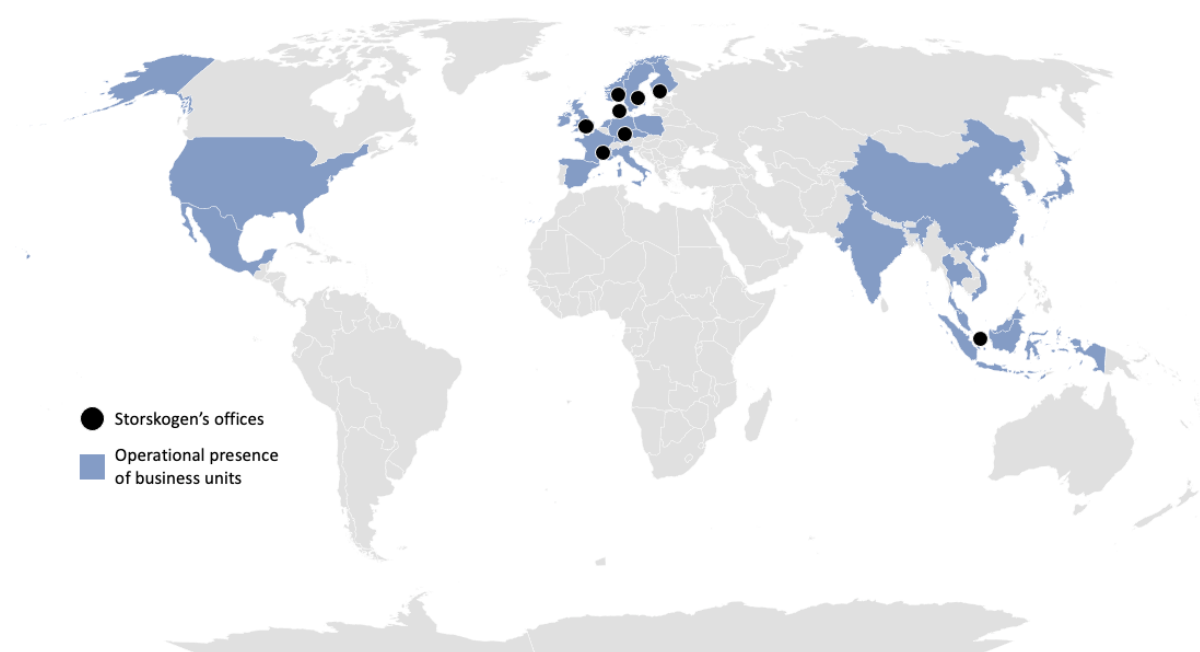 Storskogen’s offices
Operational presence
of business units